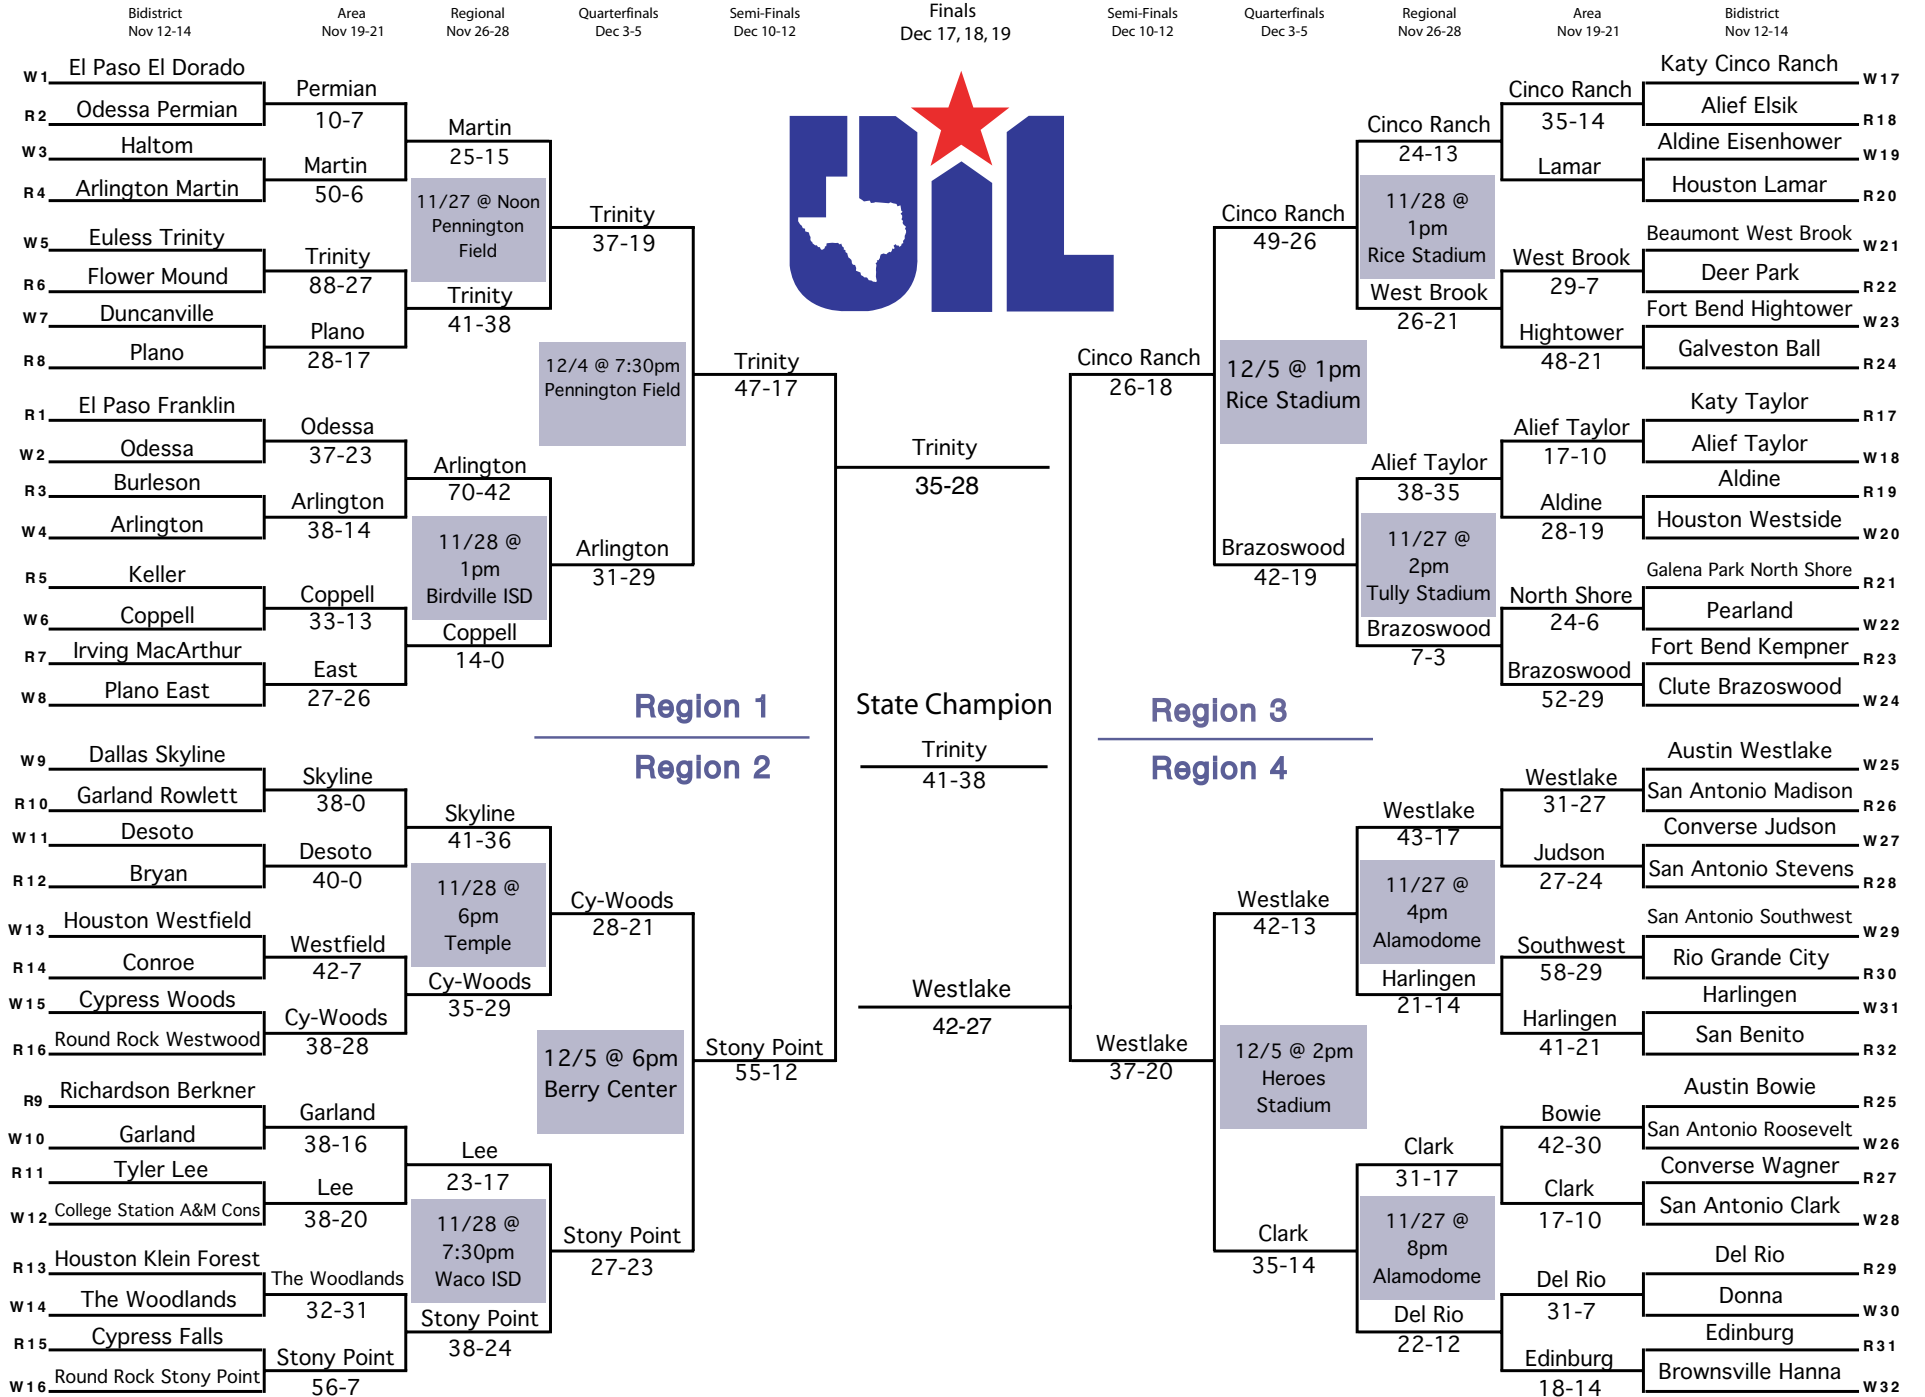 Bidistrict
Nov 12-14
Area
Nov 19-21
Regional
Nov 26-28
Quarterfinals
Dec 3-5
Semi-Finals
Dec 10-12
Finals
Dec 17, 18, 19
Semi-Finals
Dec 10-12
Quarterfinals
Dec 3-5
Regional
Nov 26-28
Area
Nov 19-21
Bidistrict
Nov 12-14
UIL
W1 El Paso El Dorado
R2 Odessa Permian
W3 Haltom
R4 Arlington Martin
W5 Euless Trinity
R6 Flower Mound
W7 Duncanville
R8 Plano
R1 El Paso Franklin
W2 Odessa
R3 Burleson
W4 Arlington
R5 Keller
W6 Coppell
R7 Irving MacArthur
W8 Plano East
W9 Dallas Skyline
R10 Garland Rowlett
W11 Desoto
R12 Bryan
W13 Houston Westfield
R14 Conroe
W15 Cypress Woods
R16 Round Rock Westwood
R9 Richardson Berkner
W10 Garland
R11 Tyler Lee
W12 College Station A&M Cons
R13 Houston Klein Forest
W14 The Woodlands
R15 Cypress Falls
W16 Round Rock Stony Point
Permian
10-7
Martin
50-6
Trinity
88-27
Plano
28-17
Odessa
37-23
Arlington
38-14
Coppell
33-13
East
27-26
Skyline
38-0
Desoto
40-0
Westfield
42-7
Cy-Woods
38-28
Garland
38-16
Lee
38-20
The Woodlands
32-31
Stony Point
56-7
Martin
25-15
11/27 @ Noon
Pennington
Field
Trinity
41-38
Arlington
70-42
11/28 @
1pm
Birdville ISD
Coppell
14-0
Skyline
41-36
11/28 @
6pm
Temple
Cy-Woods
35-29
Lee
23-17
11/28 @
7:30pm
Waco ISD
Stony Point
38-24
Trinity
37-19
12/4 @ 7:30pm
Pennington Field
Arlington
31-29
Region 1
Region 2
Cy-Woods
28-21
12/5 @ 6pm
Berry Center
Stony Point
27-23
Trinity
47-17
Stony Point
55-12
Trinity
35-28
State Champion
Trinity
41-38
Westlake
42-27
Cinco Ranch
26-18
Westlake
37-20
Cinco Ranch
49-26
12/5 @ 1pm
Rice Stadium
Brazoswood
42-19
Region 3
Region 4
Westlake
42-13
12/5 @ 2pm
Heroes
Stadium
Clark
35-14
Cinco Ranch
24-13
11/28 @
1pm
Rice Stadium
West Brook
26-21
Alief Taylor
38-35
11/27 @
2pm
Tully Stadium
Brazoswood
7-3
Westlake
43-17
11/27 @
4pm
Alamodome
Harlingen
21-14
Clark
31-17
11/27 @
8pm
Alamodome
Del Rio
22-12
Cinco Ranch
35-14
Lamar
West Brook
29-7
Hightower
48-21
Alief Taylor
17-10
Aldine
28-19
North Shore
24-6
Brazoswood
52-29
Westlake
31-27
Judson
27-24
Southwest
58-29
Harlingen
41-21
Bowie
42-30
Clark
17-10
Del Rio
31-7
Edinburg
18-14
Katy Cinco Ranch W17
Alief Elsik R18
Aldine Eisenhower W19
Houston Lamar R20
Beaumont West Brook W21
Deer Park R22
Fort Bend Hightower W23
Galveston Ball R24
Katy Taylor R17
Alief Taylor W18
Aldine R19
Houston Westside W20
Galena Park North Shore R21
Pearland W22
Fort Bend Kempner R23
Clute Brazoswood W24
Austin Westlake W25
San Antonio Madison R26
Converse Judson W27
San Antonio Stevens R28
San Antonio Southwest W29
Rio Grande City R30
Harlingen W31
San Benito R32
Austin Bowie R25
San Antonio Roosevelt W26
Converse Wagner R27
San Antonio Clark W28
Del Rio R29
Donna W30
Edinburg R31
Brownsville Hanna W32